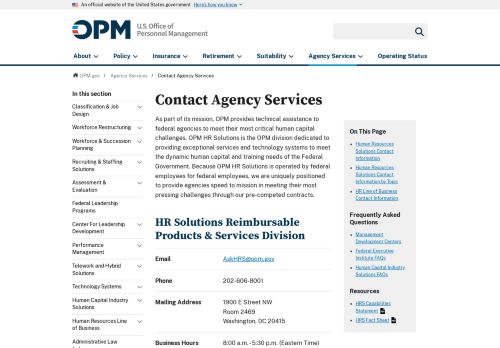 An official website of the United States government Here's how you know
OPM
U.S. Office of
Personnel Management
About
Policy
Insurance
Retirement
Suitability
Agency Services
Operating Status
OPM.gov / Agency Services / Contact Agency Services
In this section
Classification & Job
Design
Workforce Restructuring
Workforce & Succession
Planning
Recruiting & Staffing
Solutions
Assessment &
Evaluation
Federal Leadership
Programs
Center For Leadership
Development
Performance
Management
Telework and Hybrid
Solutions
Technology Systems
Human Capital Industry
Solutions
Human Resources Line
of Business
Administrative Law
Contact Agency Services
As part of its mission, OPM provides technical assistance to
federal agencies to meet their most critical human capital
challenges. OPM HR Solutions is the OPM division dedicated to
providing exceptional services and technology systems to meet
the dynamic human capital and training needs of the Federal
Government. Because OPM HR Solutions is operated by federal
employees for federal employees, we are uniquely positioned
to provide agencies speed to mission in meeting their most
pressing challenges through our pre-competed contracts.
HR Solutions Reimbursable
Products & Services Division
Email AskHRS@opm.gov
Phone 202-606-8001
Mailing Address 1900 E Street NW
Room 2469
Washington, DC 20415
Business Hours 8:00 a.m. - 5:30 p.m. (Eastern Time)
On This Page
Human Resources
Solutions Contact
Information
Human Resources
Solutions Contact
Information by Topic
HR Line of Business
Contact Information
Frequently Asked
Questions
Management
Development Centers
Federal Executive
Institute FAQs
Human Capital Industry
Solutions FAQs
Resources
HRS Capabilities
Statement
IIPS Fact Sheet